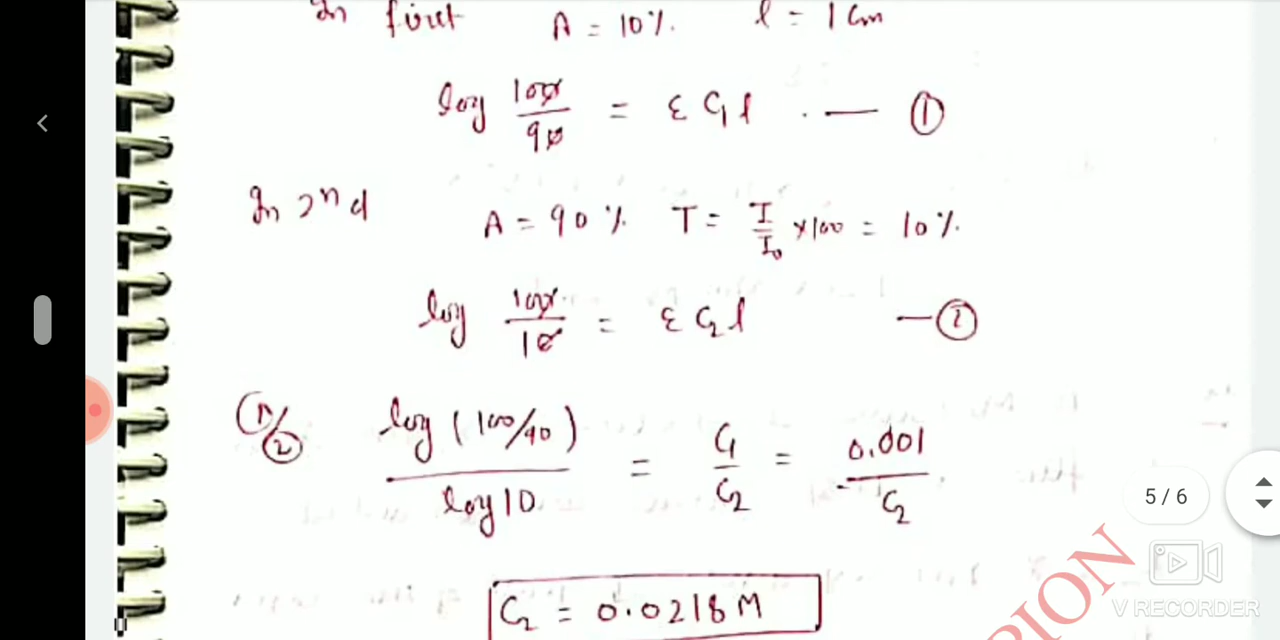 In first A = 10%. l = 1 cm
log 100/90 = ε C₁ l . — ①
In 2nd A = 90 %. T = I/I₀ ×100 = 10%.
log 100/10 = ε C₂ l — ②
①/② log (100/90) / log 10 = C₁/C₂ = 0.001/C₂
5 / 6
C₂ = 0.0218 M
V RECORDER